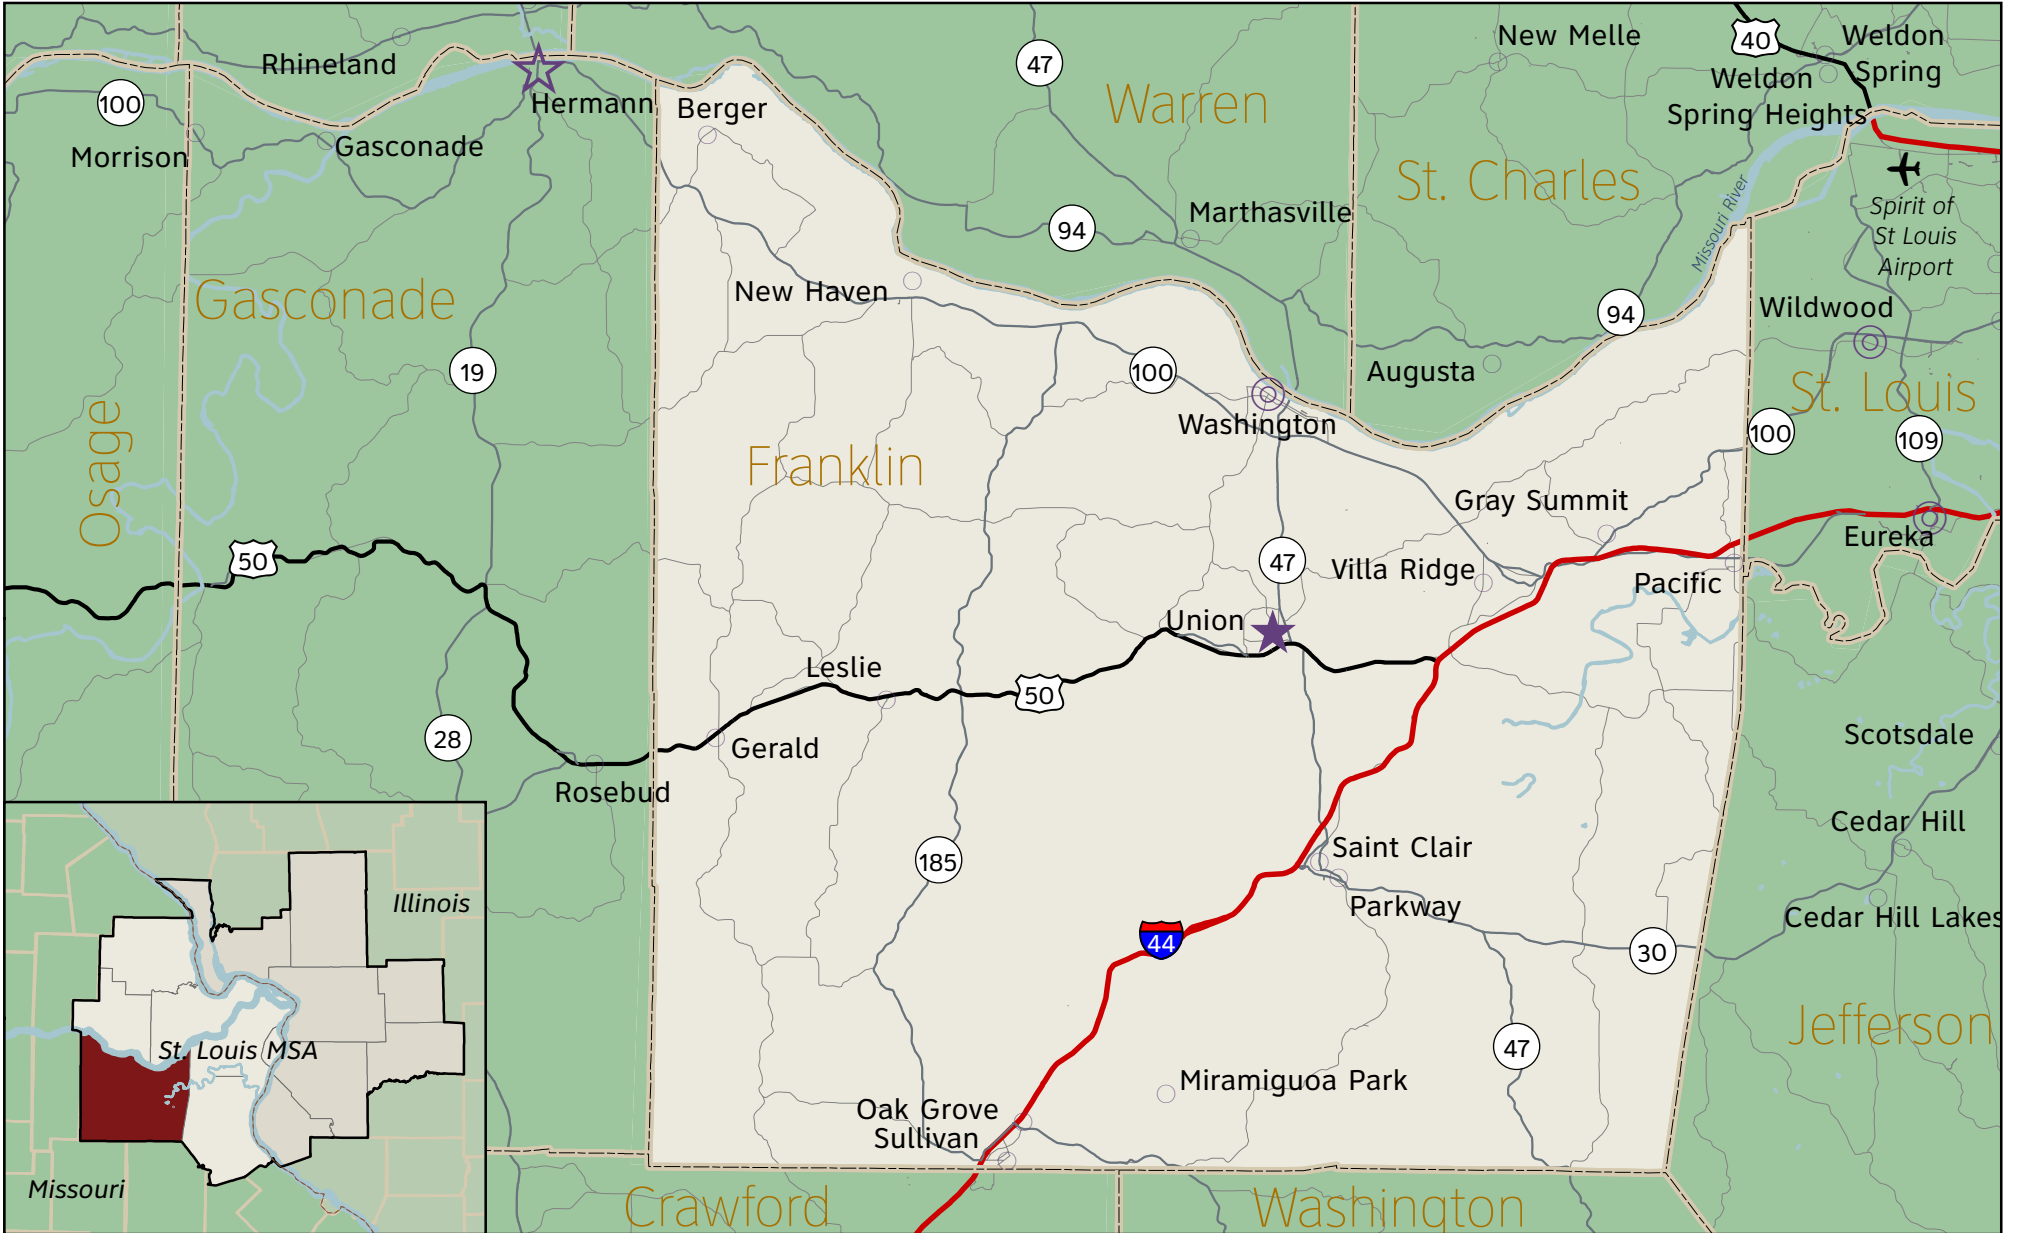 Rhineland
47
New Melle
40
Weldon
Spring
Weldon
Spring Heights
100
Hermann
Berger
Warren
Morrison
Gasconade
St. Charles
Missouri River
Spirit of
St Louis
Airport
Marthasville
94
Gasconade
New Haven
94
Wildwood
19
100
Augusta
St. Louis
Washington
100
109
Osage
Franklin
Gray Summit
Eureka
50
47
Villa Ridge
Pacific
Union
Leslie
50
28
Gerald
Scotsdale
Rosebud
Cedar Hill
185
Saint Clair
Illinois
Parkway
Cedar Hill Lakes
44
30
Jefferson
St. Louis MSA
47
Miramiguoa Park
Oak Grove
Sullivan
Missouri
Crawford
Washington